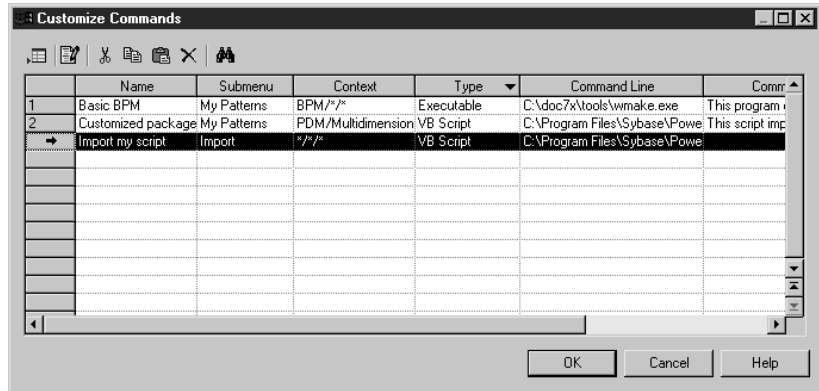 Customize Commands
Name Submenu Context Type Command Line Comm
1 Basic BPM My Patterns BPM/*/* Executable C:\doc7x\tools\wmake.exe This program
2 Customized package My Patterns PDM/Multidimension VB Script C:\Program Files\Sybase\Powe This script imp
Import my script Import */*/* VB Script C:\Program Files\Sybase\Powe
OK Cancel Help